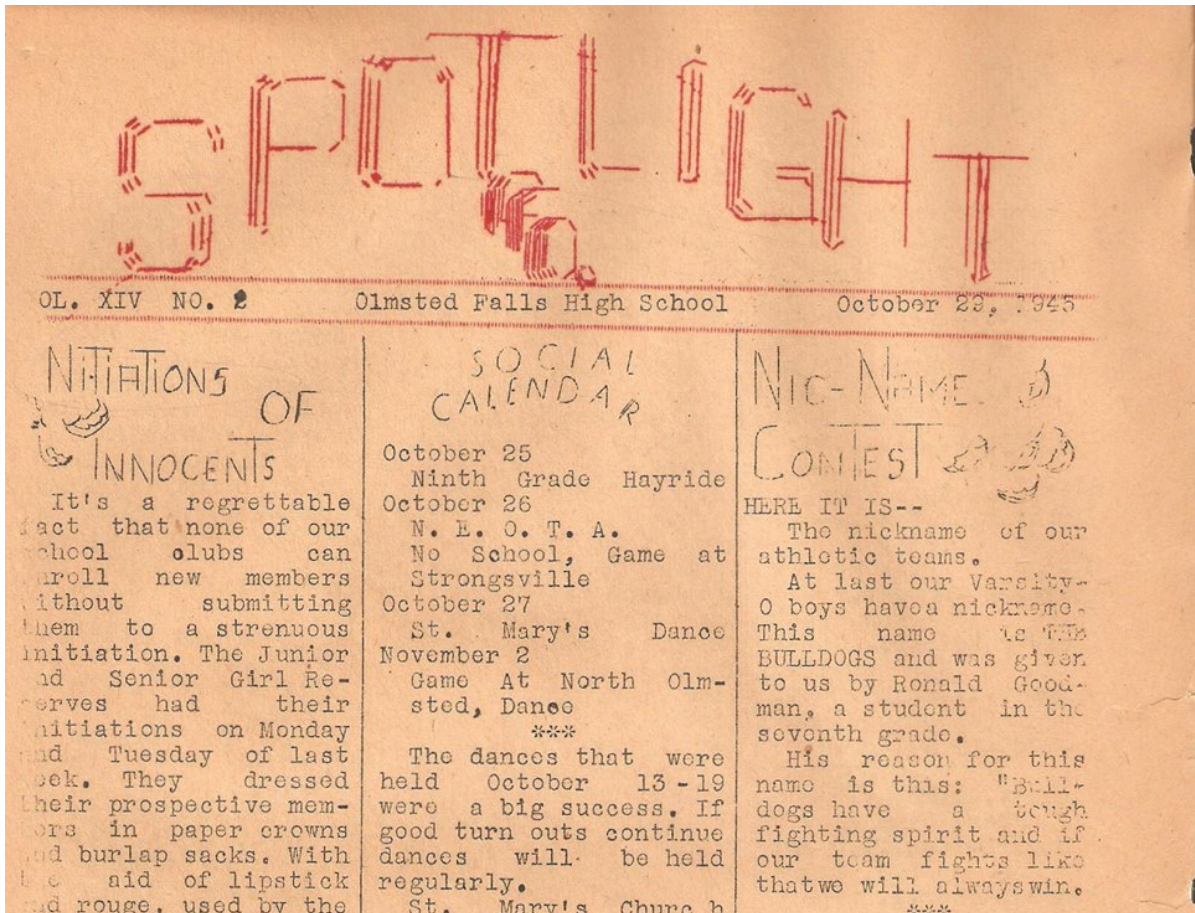 SPOTLIGHT
OL. XIV NO. 2 Olmsted Falls High School October 23, 1945
NITIATIONS
OF
INNOCENTS
It's a regrettable
fact that none of our
school olubs can
nroll new members
ithout submitting
them to a strenuous
initiation. The Junior
nd Senior Girl Re-
serves had their
nitiations on Monday
nd Tuesday of last
eek. They dressed
their prospective mem-
bers in paper crowns
nd burlap sacks. With
the aid of lipstick
nd rouge, used by the
SOCIAL
CALENDAR
October 25
Ninth Grade Hayride
October 26
N. E. O. T. A.
No School, Game at
Strongsville
October 27
St. Mary's Dance
November 2
Game At North Olm-
sted, Dance
***
The dances that were
held October 13-19
were a big success. If
good turn outs continue
dances will be held
regularly.
St. Mary's Church
NIC-NAME
CONTEST
HERE IT IS--
The nickname of our
athletic teams.
At last our Varsity-
O boys havea nickname.
This name is THE
BULLDOGS and was given
to us by Ronald Good-
man, a student in the
seventh grade.
His reason for this
name is this: "Bull-
dogs have a tough
fighting spirit and if
our team fights like
thatwe will alwayswin.
***